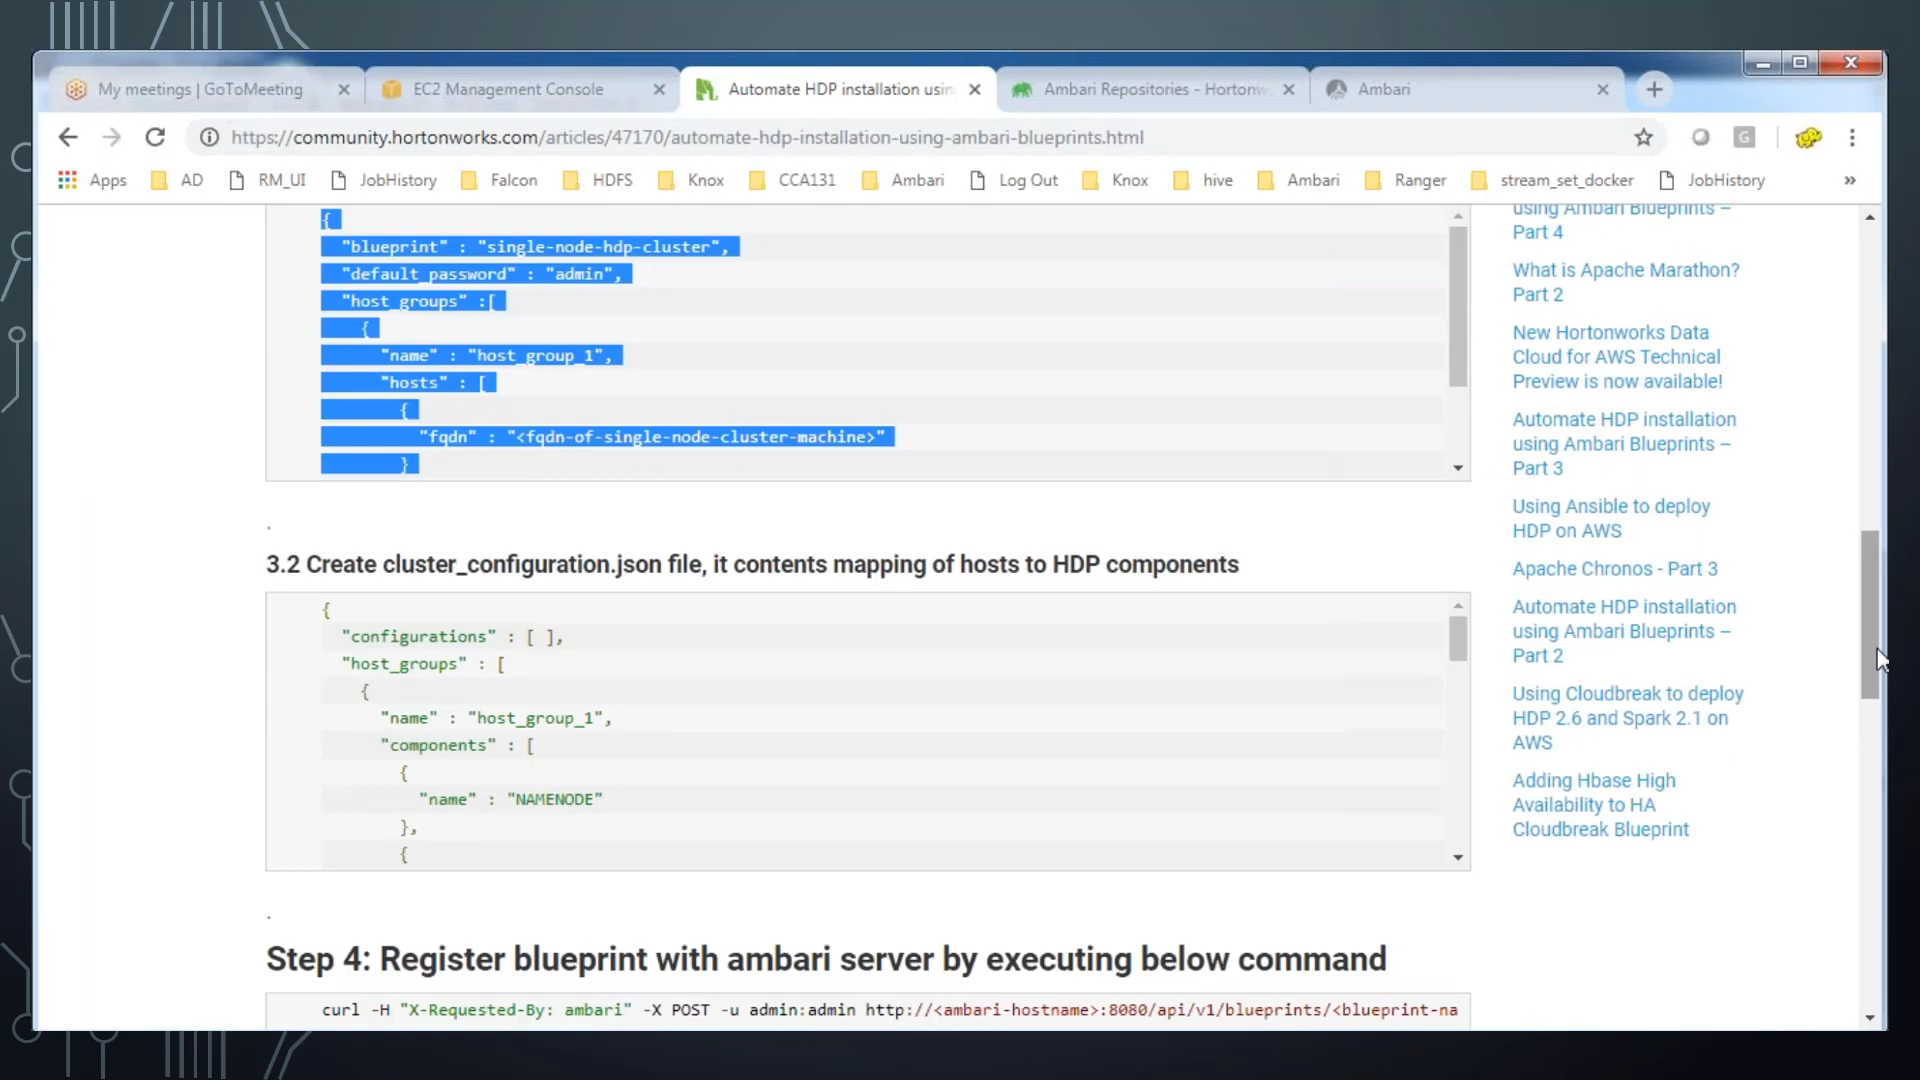 My meetings | GoToMeeting
EC2 Management Console
Automate HDP installation usin
Ambari Repositories - Hortonw
Ambari
https://community.hortonworks.com/articles/47170/automate-hdp-installation-using-ambari-blueprints.html
G
Apps
AD
RM_UI
JobHistory
Falcon
HDFS
Knox
CCA131
Ambari
Log Out
Knox
hive
Ambari
Ranger
stream_set_docker
JobHistory
»
{
"blueprint" : "single-node-hdp-cluster",
"default_password" : "admin",
"host_groups" :[
{
"name" : "host_group_1",
"hosts" : [
{
"fqdn" : "<fqdn-of-single-node-cluster-machine>"
}
.
3.2 Create cluster_configuration.json file, it contents mapping of hosts to HDP components
{
"configurations" : [ ],
"host_groups" : [
{
"name" : "host_group_1",
"components" : [
{
"name" : "NAMENODE"
},
{
.
Step 4: Register blueprint with ambari server by executing below command
curl -H "X-Requested-By: ambari" -X POST -u admin:admin http://<ambari-hostname>:8080/api/v1/blueprints/<blueprint-na
using Ambari Blueprints –
Part 4
What is Apache Marathon?
Part 2
New Hortonworks Data
Cloud for AWS Technical
Preview is now available!
Automate HDP installation
using Ambari Blueprints –
Part 3
Using Ansible to deploy
HDP on AWS
Apache Chronos - Part 3
Automate HDP installation
using Ambari Blueprints –
Part 2
Using Cloudbreak to deploy
HDP 2.6 and Spark 2.1 on
AWS
Adding Hbase High
Availability to HA
Cloudbreak Blueprint